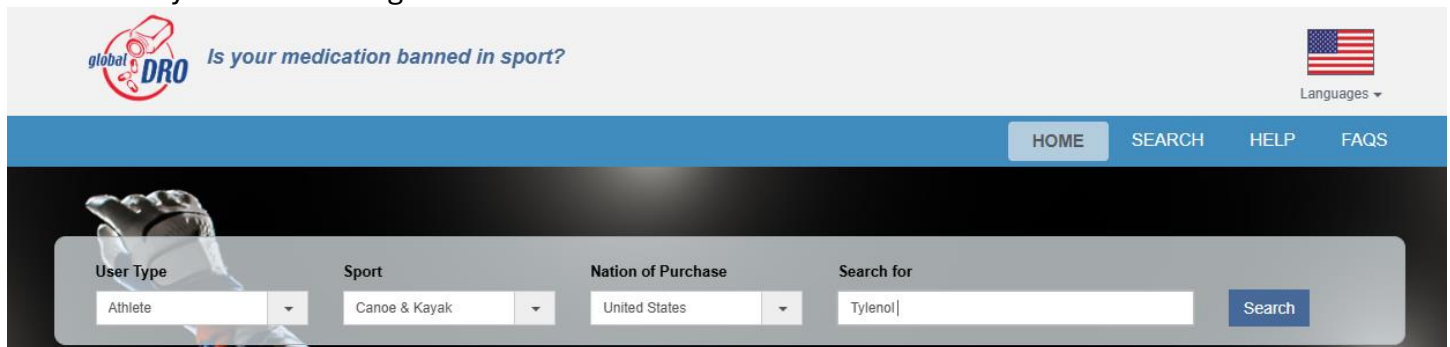 global DRO
Is your medication banned in sport?
Languages
HOME SEARCH HELP FAQS
User Type Sport Nation of Purchase Search for
Athlete Canoe & Kayak United States Tylenol Search